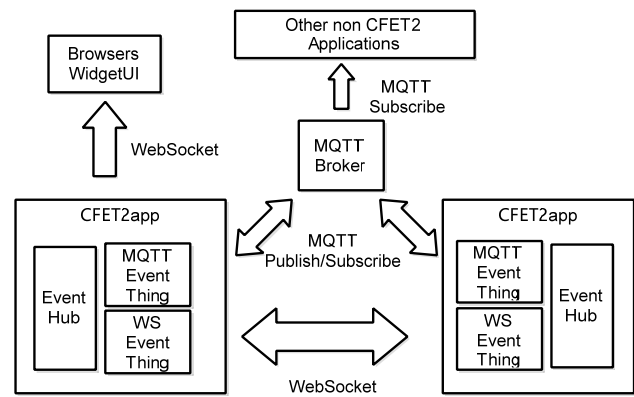 Other non CFET2
Applications
Browsers
WidgetUI
MQTT
Subscribe
WebSocket
MQTT
Broker
CFET2app
Event
Hub
MQTT
Event
Thing
WS
Event
Thing
MQTT
Publish/Subscribe
WebSocket
CFET2app
MQTT
Event
Thing
WS
Event
Thing
Event
Hub